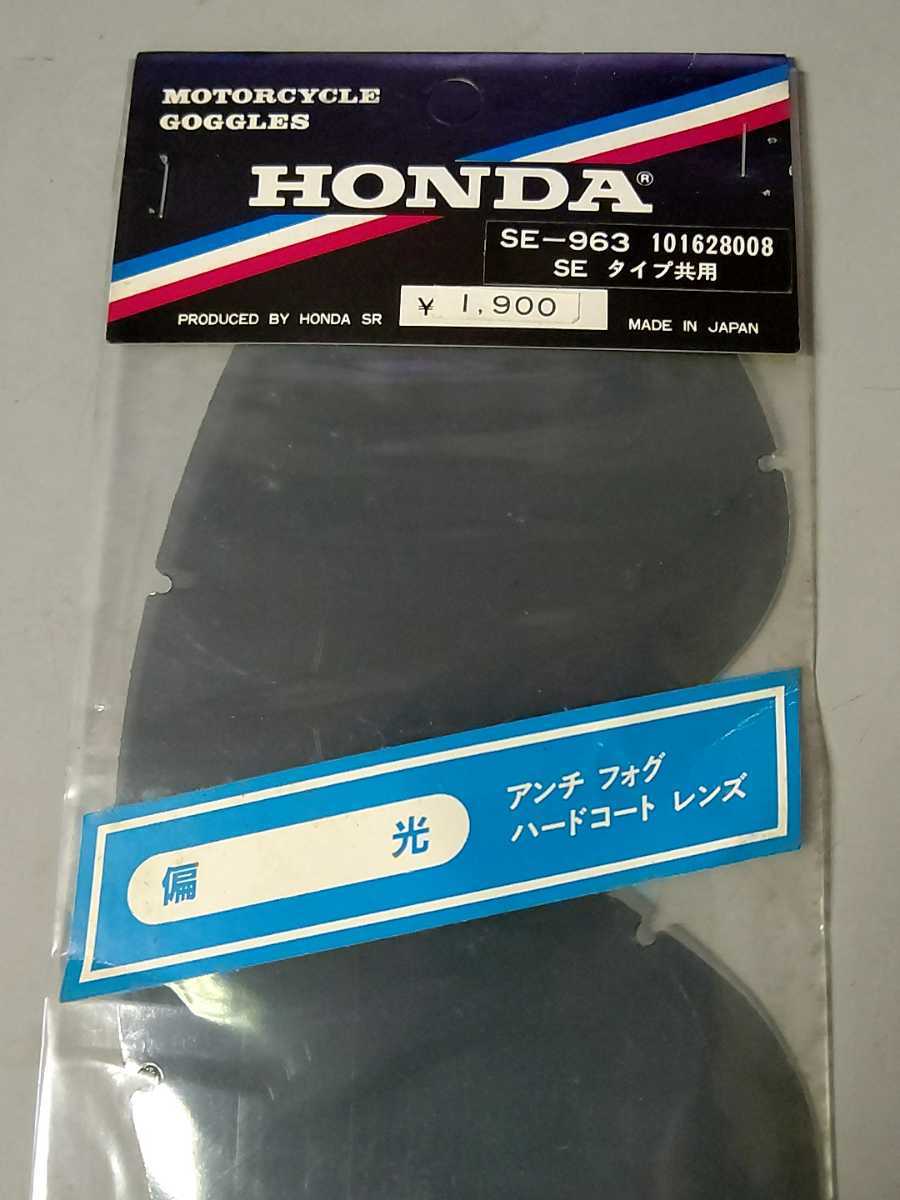 MOTORCYCLE
GOGGLES
HONDA®
SE-963 101628008
SE タイプ共用
¥ 1,900
PRODUCED BY HONDA SR
MADE IN JAPAN
偏光
アンチ フォグ
ハードコート レンズ